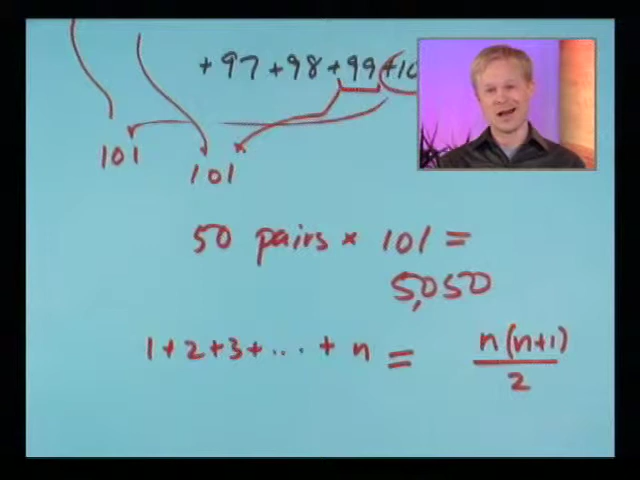 +97 +98 +99 +10
101 101
50 pairs × 101 =
5,050
1 + 2 + 3 + ... + n = n(n+1)/2